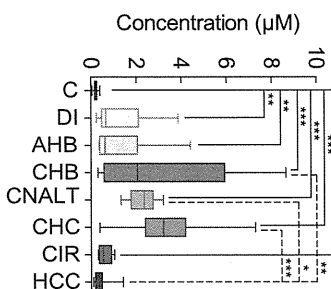 Concentration (μM)
0 2 4 6 8 10
C
DI
AHB
CHB
CNALT
CHC
CIR
HCC
**
**
***
***
***
***
*
**